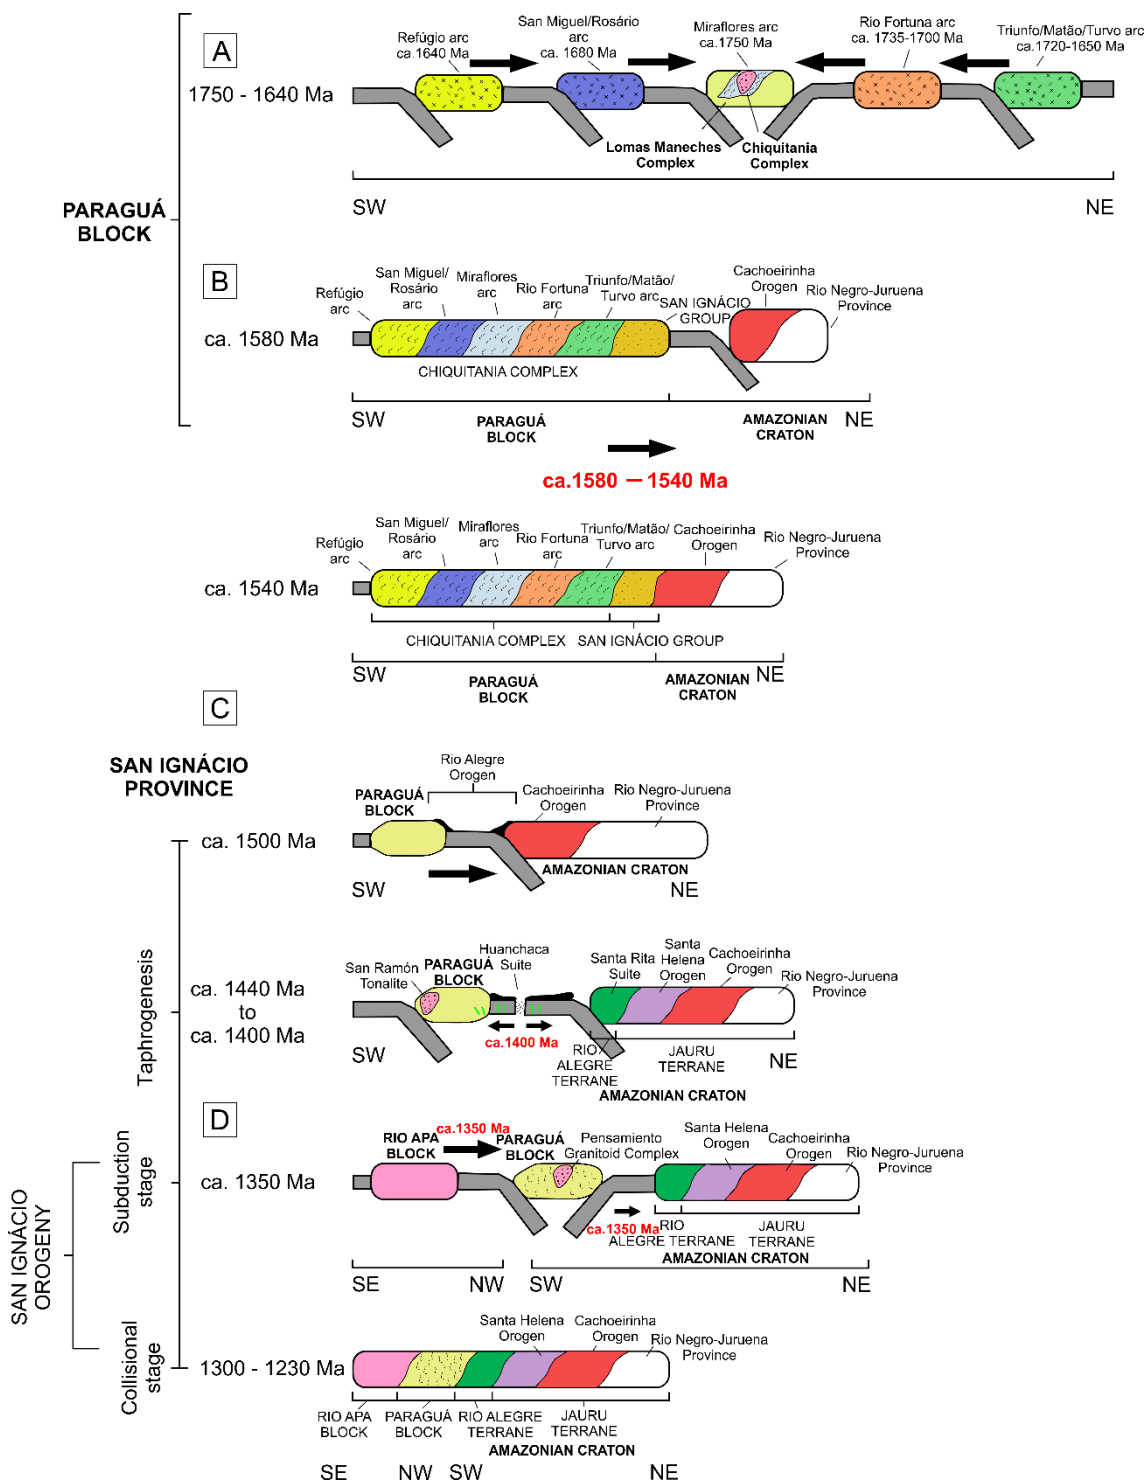 A
1750 - 1640 Ma
Refúgio arc
ca.1640 Ma
San Miguel/Rosário
arc
ca. 1680 Ma
Miraflores arc
ca.1750 Ma
Rio Fortuna arc
ca. 1735-1700 Ma
Triunfo/Matão/Turvo arc
ca.1720-1650 Ma
Lomas Maneches
Complex
Chiquitania
Complex
SW
NE
PARAGUÁ
BLOCK
B
ca. 1580 Ma
Refúgio
arc
San Miguel/
Rosário
arc
Miraflores
arc
Rio Fortuna
arc
Triunfo/Matão/
Turvo arc
SAN IGNÁCIO
GROUP
Cachoeirinha
Orogen
Rio Negro-Juruena
Province
CHIQUITANIA COMPLEX
SW
PARAGUÁ
BLOCK
AMAZONIAN
CRATON
NE
ca.1580 — 1540 Ma
ca. 1540 Ma
Refúgio
arc
San Miguel/
Rosário
arc
Miraflores
arc
Rio Fortuna
arc
Triunfo/Matão/
Turvo arc
Cachoeirinha
Orogen
Rio Negro-Juruena
Province
CHIQUITANIA COMPLEX
SAN IGNÁCIO GROUP
SW
PARAGUÁ
BLOCK
AMAZONIAN
CRATON
NE
C
SAN IGNÁCIO
PROVINCE
ca. 1500 Ma
PARAGUÁ
BLOCK
Rio Alegre
Orogen
Cachoeirinha
Orogen
Rio Negro-Juruena
Province
AMAZONIAN CRATON
SW
NE
Taphrogenesis
ca. 1440 Ma
to
ca. 1400 Ma
San Ramón
Tonalite
PARAGUÁ
BLOCK
Huanchaca
Suite
Santa Rita
Suite
Santa
Helena
Orogen
Cachoeirinha
Orogen
Rio Negro-Juruena
Province
ca.1400 Ma
SW
RIO
ALEGRE
TERRANE
JAURU
TERRANE
NE
AMAZONIAN CRATON
D
SAN IGNÁCIO
OROGENY
Subduction
stage
ca. 1350 Ma
RIO APA
BLOCK
ca.1350 Ma
PARAGUÁ
BLOCK
Pensamiento
Granitoid Complex
Santa Helena
Orogen
Cachoeirinha
Orogen
Rio Negro-Juruena
Province
ca.1350 Ma
RIO
ALEGRE TERRANE
JAURU
TERRANE
AMAZONIAN CRATON
SE
NW
SW
NE
Collisional
stage
1300 - 1230 Ma
Santa Helena
Orogen
Cachoeirinha
Orogen
Rio Negro-Juruena
Province
RIO APA
BLOCK
PARAGUÁ
BLOCK
RIO ALEGRE
TERRANE
JAURU
TERRANE
AMAZONIAN CRATON
SE
NW
SW
NE